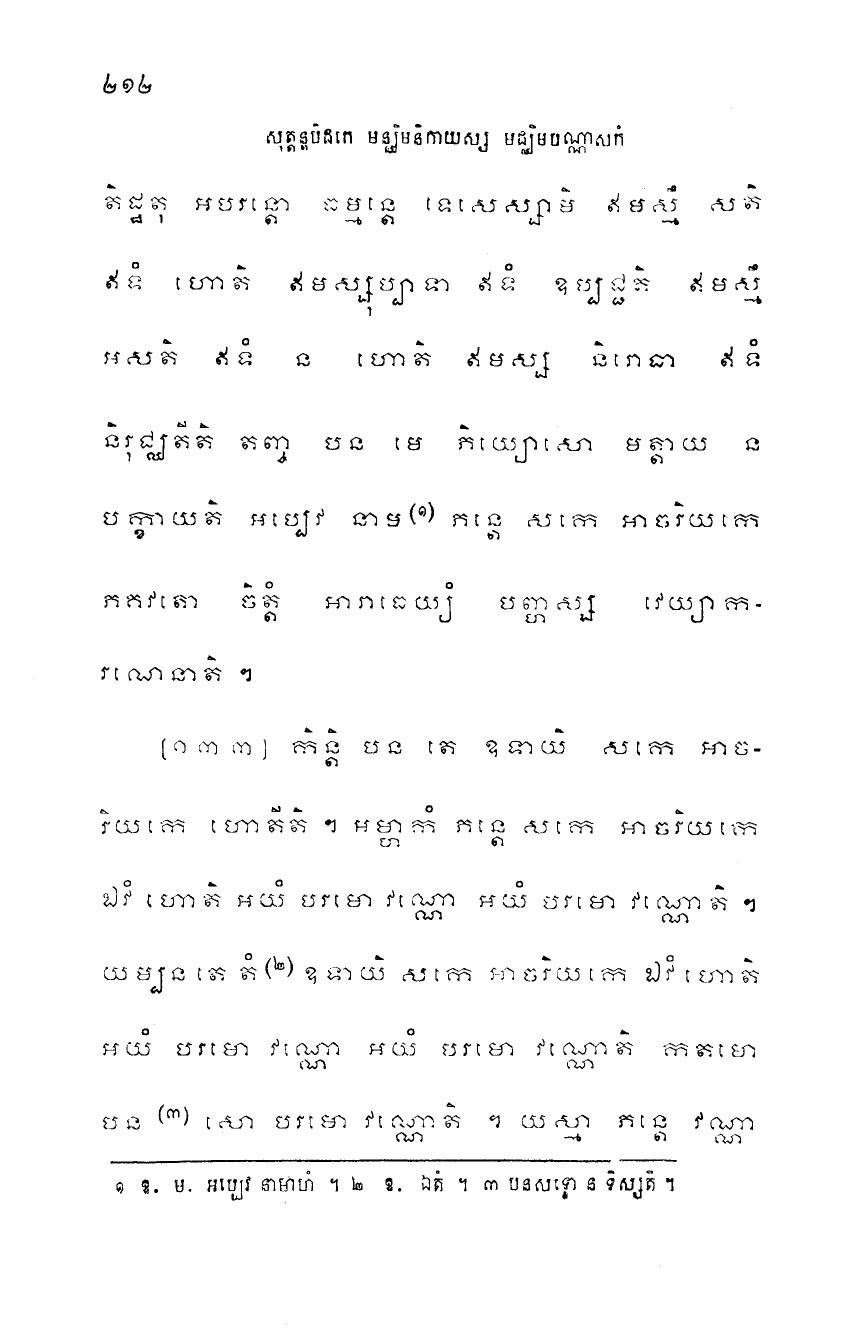 ២១២
សុត្តន្តបិដកេ មជ្ឈិមនិកាយស្ស មជ្ឈិមបណ្ណាសកំ
តិដ្ឋតុ អបរន្តោ ធម្មន្តេ ទេសេស្សាមិ ឥមស្មឹ សតិ
ឥទំ ហោតិ ឥមស្សុប្បាទា ឥទំ ឧប្បជ្ជតិ ឥមស្មឹ
អសតិ ឥទំ ន ហោតិ ឥមស្ស និរោធា ឥទំ
និរុជ្ឈតីតិ តញ្ច បន មេ ភិយ្យោសោ មត្តាយ ន
បក្ខាយតិ អប្បេវ នាម(១) ភន្តេ សកេ អាចរិយកេ
ភគវតោ ចិត្តំ អារាធេយ្យំ បញ្ហស្ស វេយ្យាក-
រណេនាតិ ៗ
[១៣៣] កិន្តិ បន តេ ឧទាយិ សកេ អាច-
រិយកេ ហោតីតិ ៗ អម្ហាកំ ភន្តេ សកេ អាចរិយកេ
ឯវំ ហោតិ អយំ បរមោ វណ្ណោ អយំ បរមោ វណ្ណោតិ ៗ
យម្បន តេ តំ(២) ឧទាយិ សកេ អាចរិយកេ ឯវំ ហោតិ
អយំ បរមោ វណ្ណោ អយំ បរមោ វណ្ណោតិ កតមោ
បន (៣) សោ បរមោ វណ្ណោតិ ។ យស្មា ភន្តេ វណ្ណា
១ ឱ. ម. អប្បេវ នាមាហំ ។ ២ ឱ. ឯតំ ។ ៣ បនសទ្ទោ ន ទិស្សតិ ។